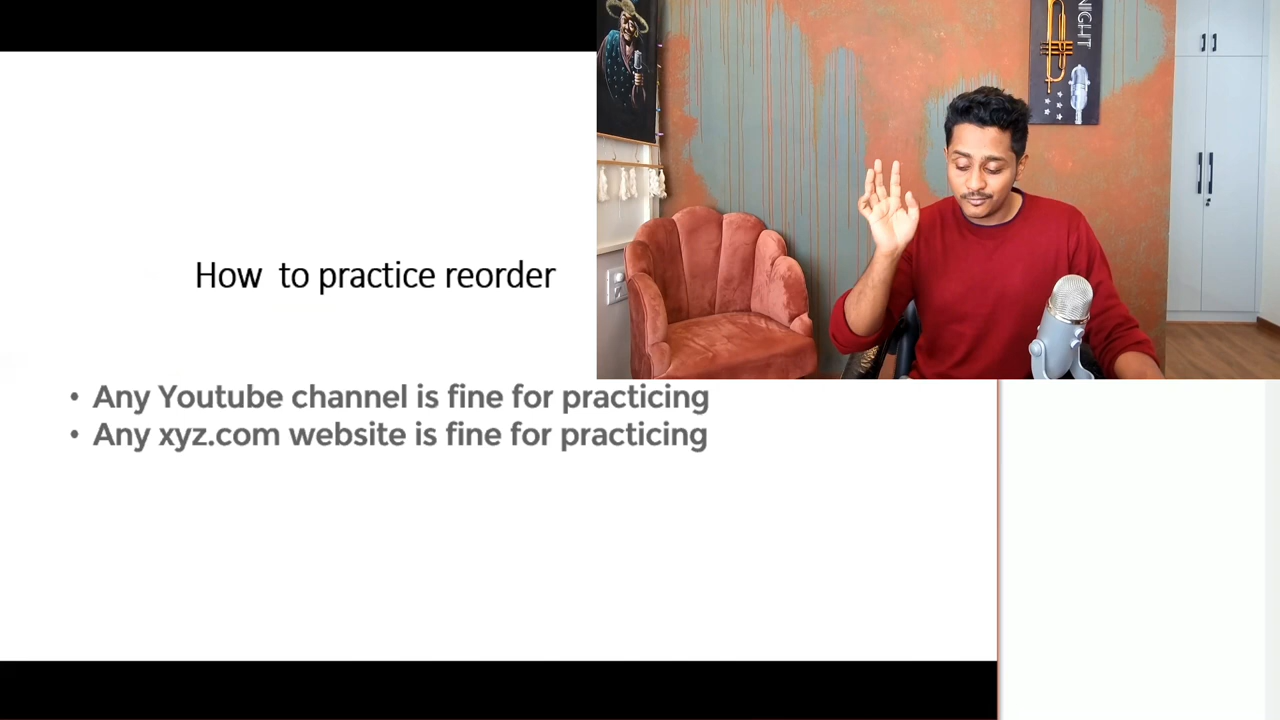 NIGHT
How to practice reorder
• Any Youtube channel is fine for practicing
• Any xyz.com website is fine for practicing